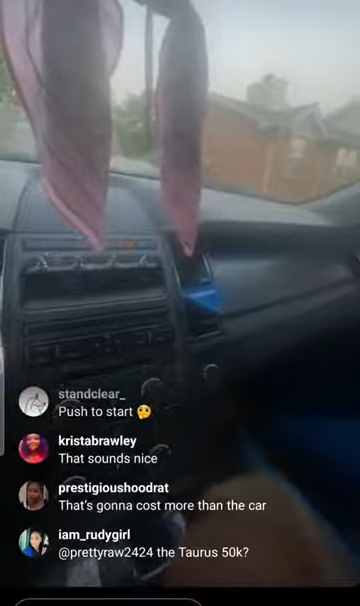 standclear_
Push to start 🤔
kristabrawley
That sounds nice
prestigioushoodrat
That's gonna cost more than the car
iam_rudygirl
@prettyraw2424 the Taurus 50k?